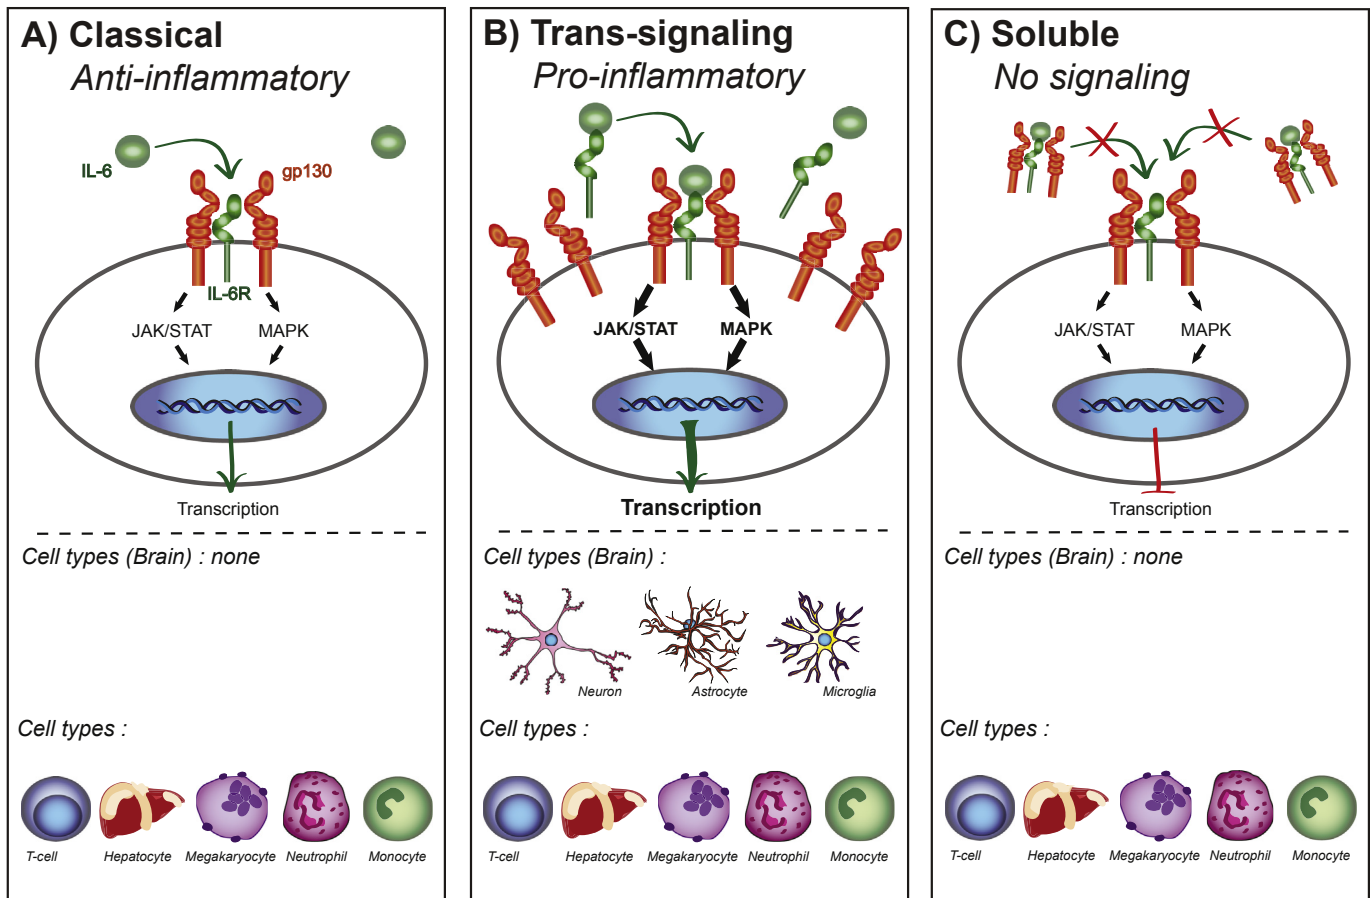 A) Classical
Anti-inflammatory
IL-6
gp130
IL-6R
JAK/STAT MAPK
Transcription
Cell types (Brain) : none
Cell types :
T-cell Hepatocyte Megakaryocyte Neutrophil Monocyte
B) Trans-signaling
Pro-inflammatory
JAK/STAT MAPK
Transcription
Cell types (Brain) :
Neuron Astrocyte Microglia
Cell types :
T-cell Hepatocyte Megakaryocyte Neutrophil Monocyte
C) Soluble
No signaling
JAK/STAT MAPK
Transcription
Cell types (Brain) : none
Cell types :
T-cell Hepatocyte Megakaryocyte Neutrophil Monocyte